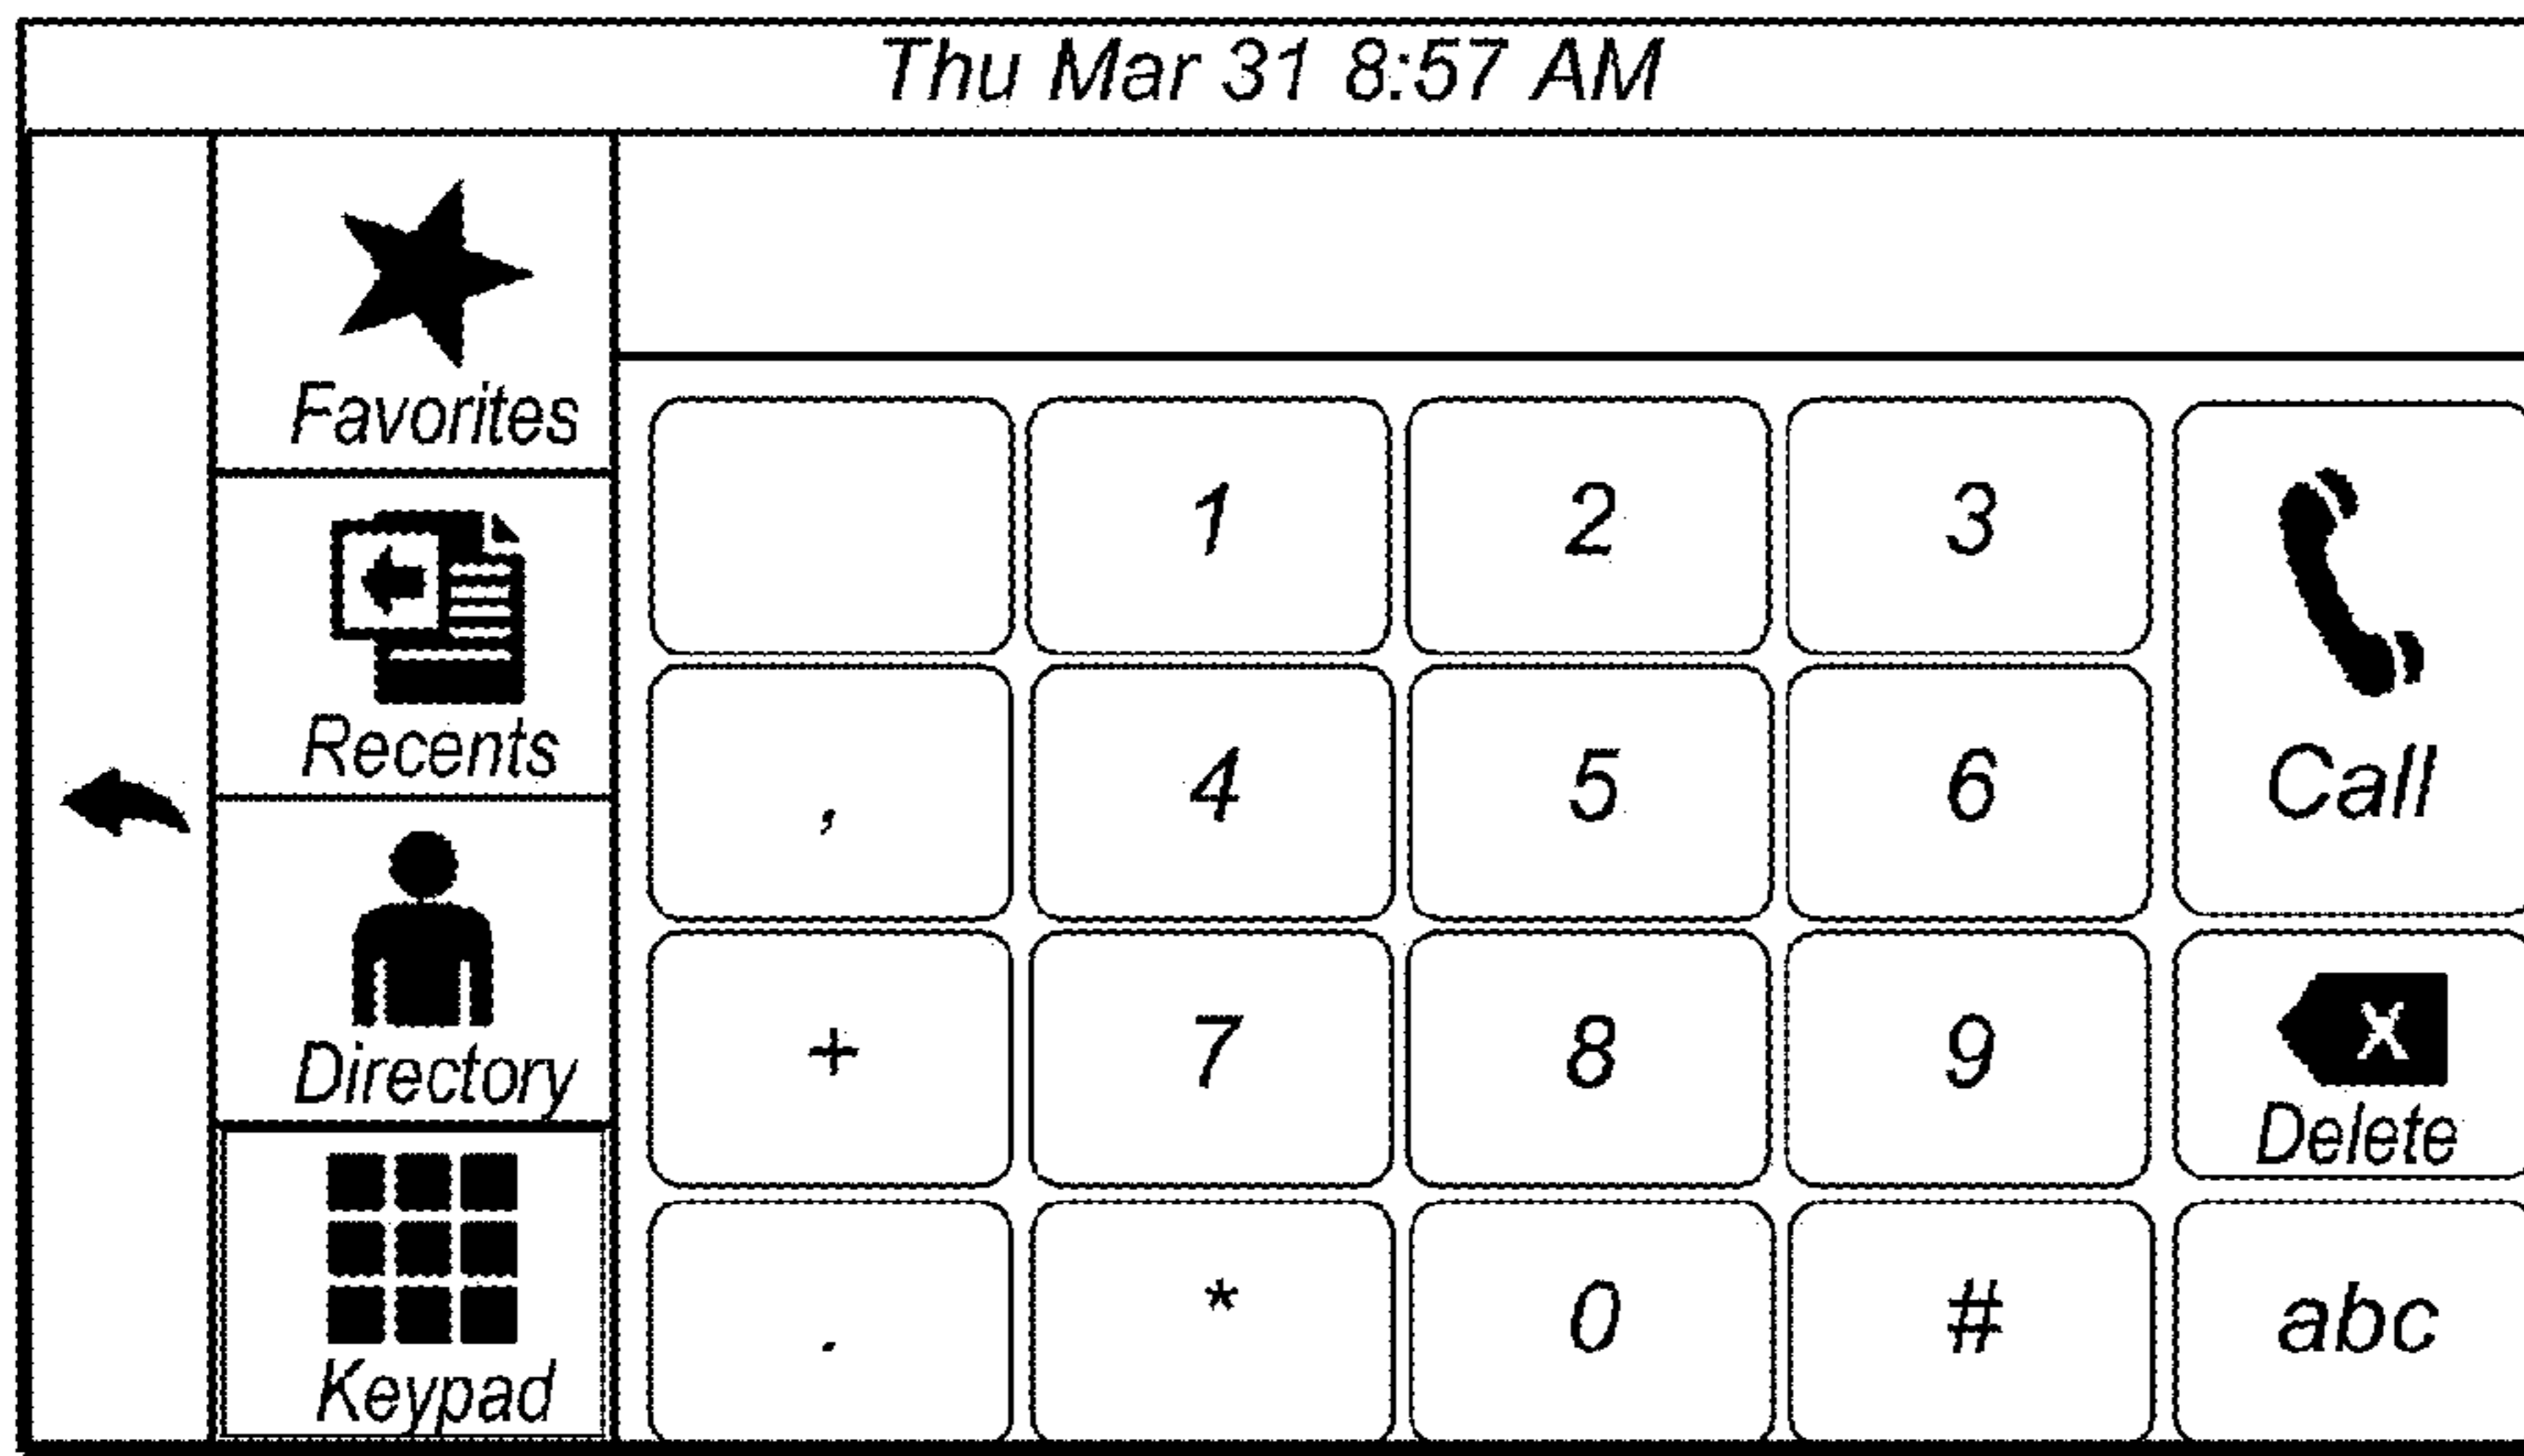 Thu Mar 31 8:57 AM
Favorites
Recents
Directory
Keypad
1 2 3
, 4 5 6
Call
+ 7 8 9
X
Delete
. * 0 # abc